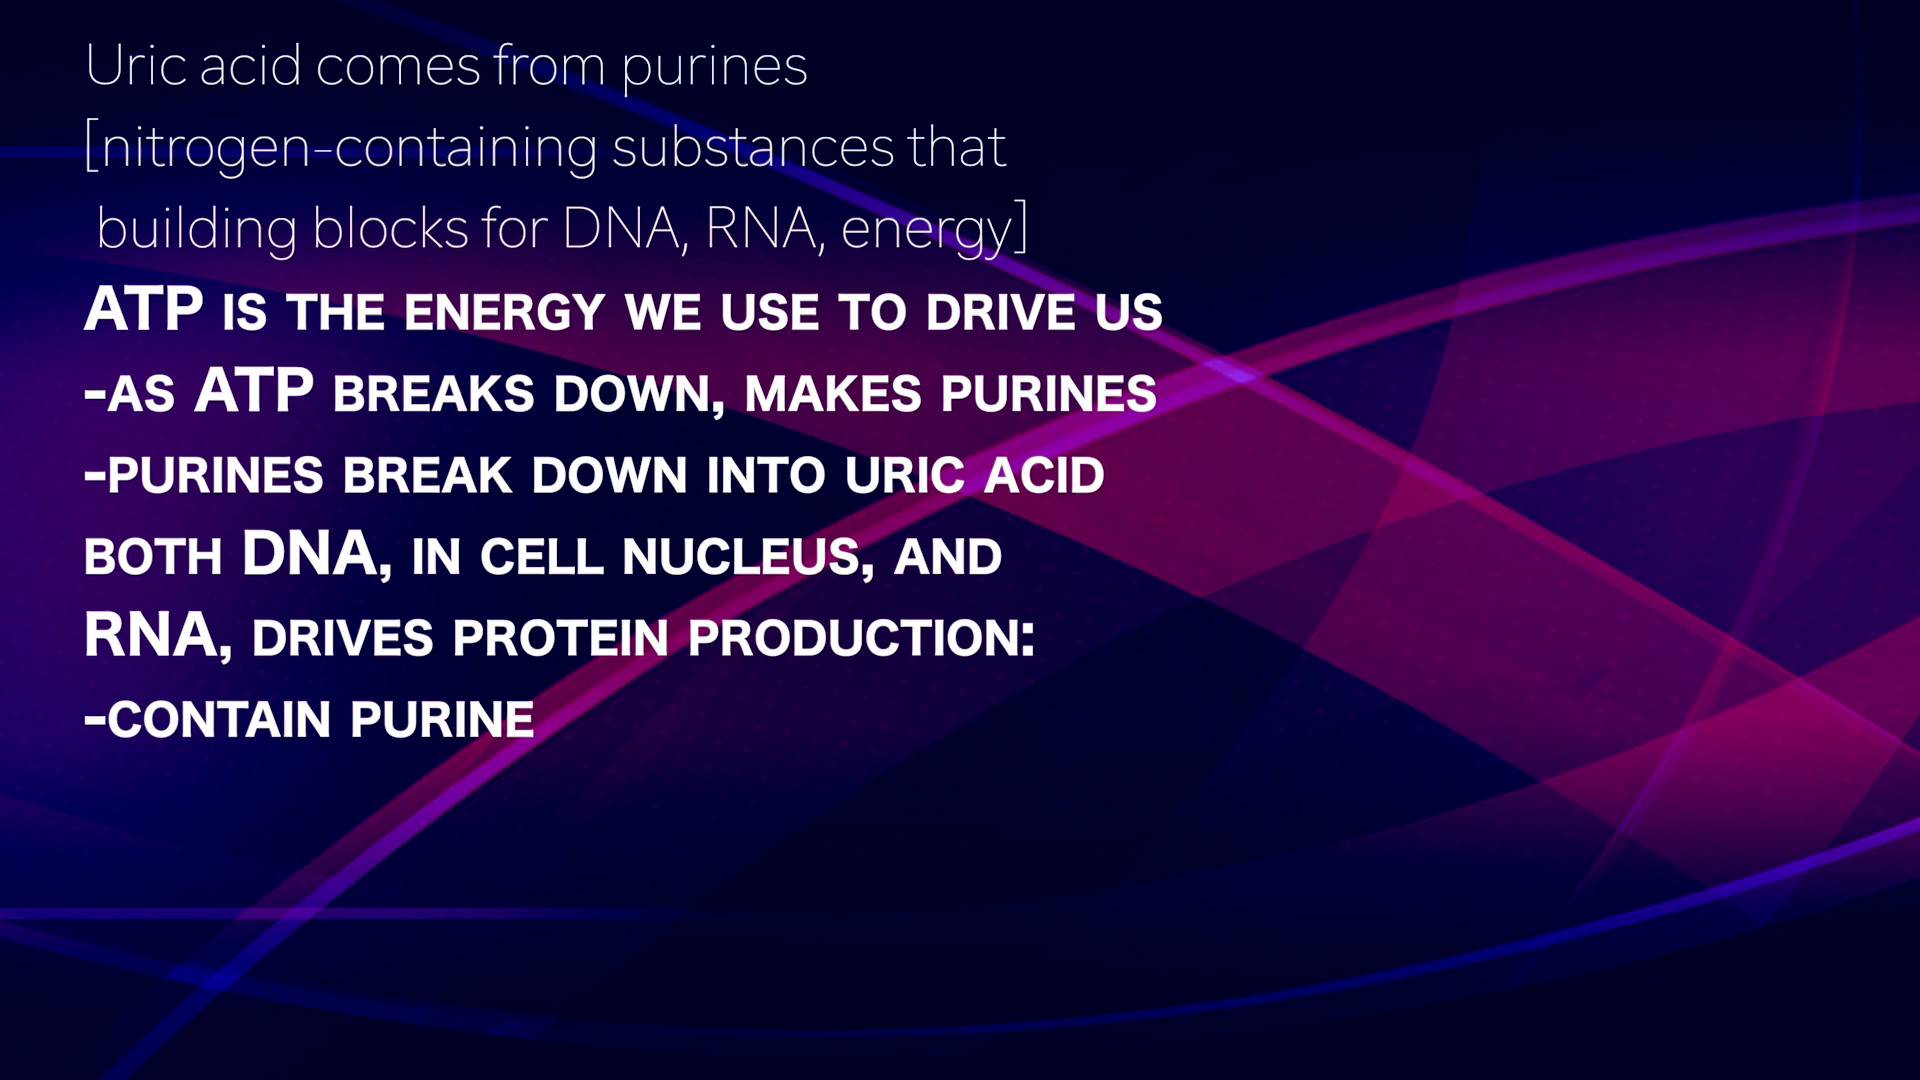 Uric acid comes from purines
[nitrogen-containing substances that
building blocks for DNA, RNA, energy]
ATP IS THE ENERGY WE USE TO DRIVE US
-AS ATP BREAKS DOWN, MAKES PURINES
-PURINES BREAK DOWN INTO URIC ACID
BOTH DNA, IN CELL NUCLEUS, AND
RNA, DRIVES PROTEIN PRODUCTION:
-CONTAIN PURINE